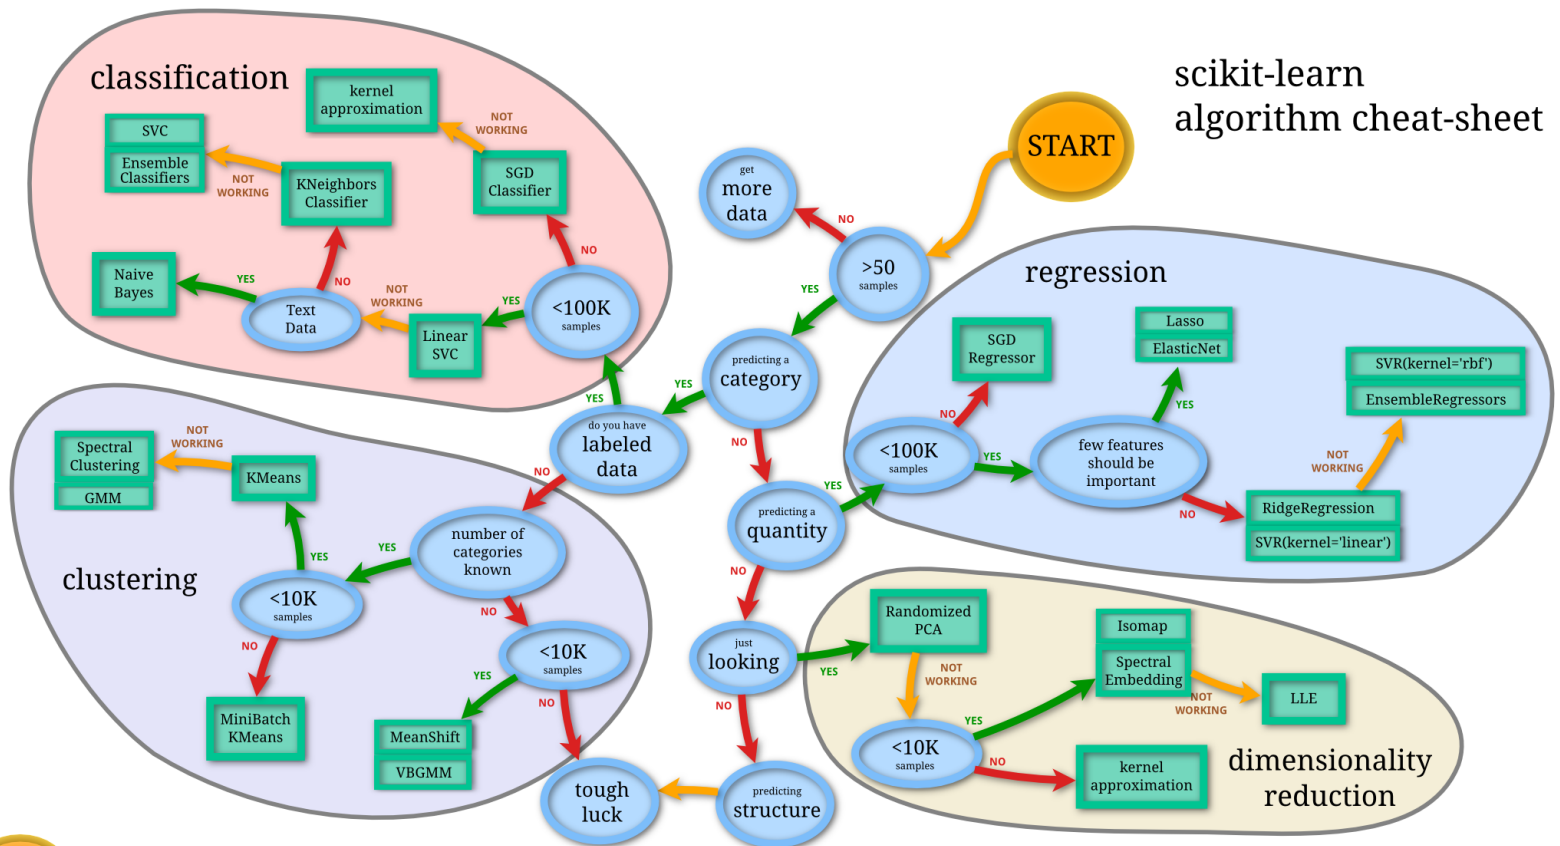 scikit-learn
algorithm cheat-sheet
START
classification
kernel
approximation
NOT
WORKING
SVC
Ensemble
Classifiers
NOT
WORKING
KNeighbors
Classifier
SGD
Classifier
NO
Naive
Bayes
YES
NO
Text
Data
NOT
WORKING
Linear
SVC
YES
<100K
samples
YES
get
more
data
NO
>50
samples
YES
predicting a
category
YES
NO
do you have
labeled
data
NO
predicting a
quantity
YES
NO
just
looking
YES
NO
predicting
structure
tough
luck
regression
SGD
Regressor
NO
Lasso
ElasticNet
YES
SVR(kernel='rbf')
EnsembleRegressors
<100K
samples
YES
few features
should be
important
NO
NOT
WORKING
RidgeRegression
SVR(kernel='linear')
clustering
Spectral
Clustering
GMM
NOT
WORKING
KMeans
YES
number of
categories
known
YES
NO
<10K
samples
NO
MiniBatch
KMeans
<10K
samples
YES
NO
MeanShift
VBGMM
dimensionality
reduction
Randomized
PCA
NOT
WORKING
<10K
samples
YES
NO
Isomap
Spectral
Embedding
NOT
WORKING
LLE
kernel
approximation